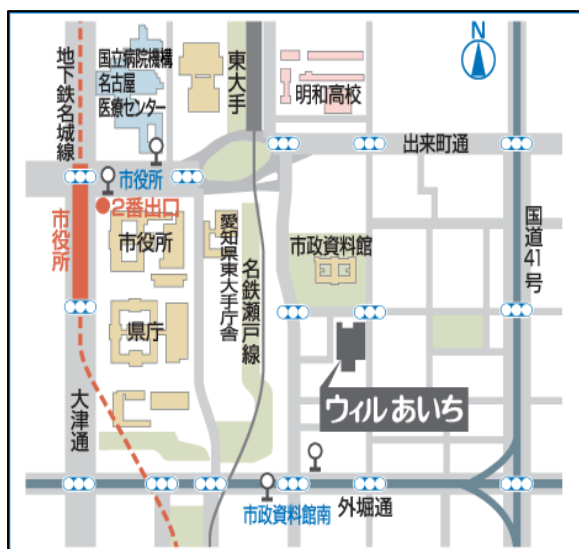 N
地下鉄名城線
国立病院機構
名古屋
医療センター
東大手
明和高校
出来町通
市役所
2番出口
市役所
市役所
愛知県東大手庁舎
名鉄瀬戸線
市政資料館
国道41号
県庁
大津通
ウィルあいち
市政資料館南
外堀通